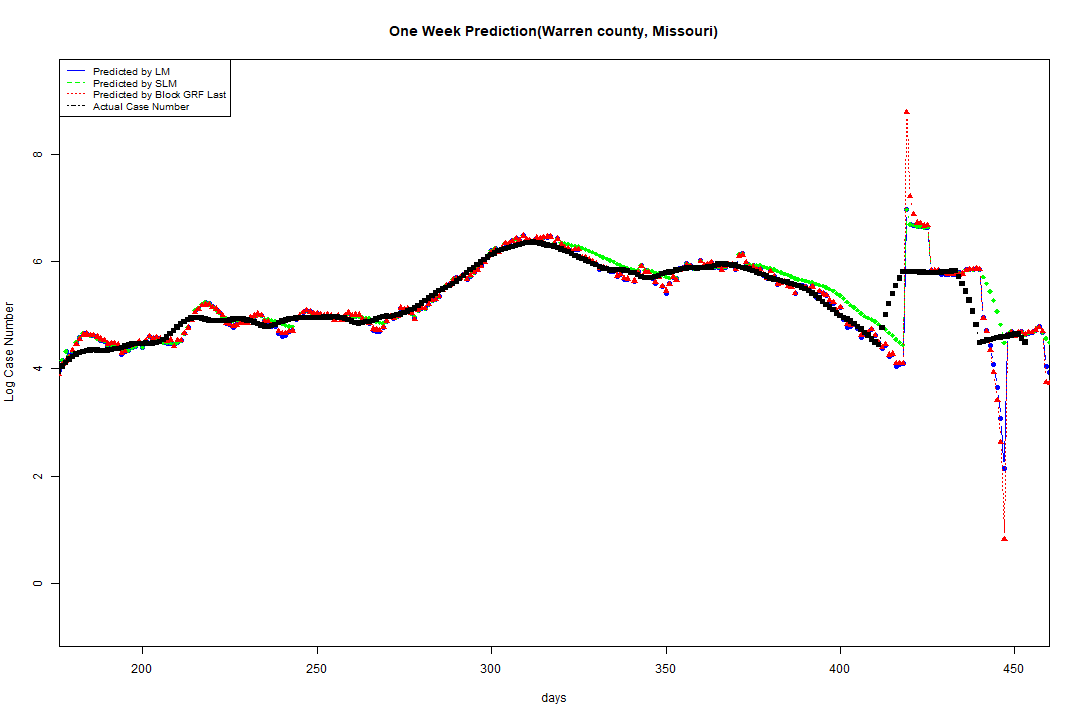 One Week Prediction(Warren county, Missouri)
Predicted by LM
Predicted by SLM
Predicted by Block GRF Last
Actual Case Number
8
6
4
2
0
Log Case Number
200 250 300 350 400 450
days